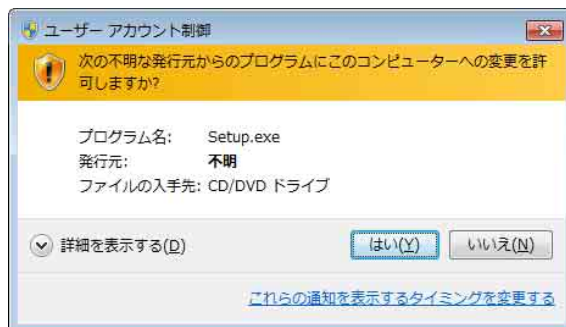 ユーザー アカウント制御
次の不明な発行元からのプログラムにこのコンピューターへの変更を許
可しますか?
プログラム名: Setup.exe
発行元: 不明
ファイルの入手先: CD/DVD ドライブ
詳細を表示する(D) はい(Y) いいえ(N)
これらの通知を表示するタイミングを変更する